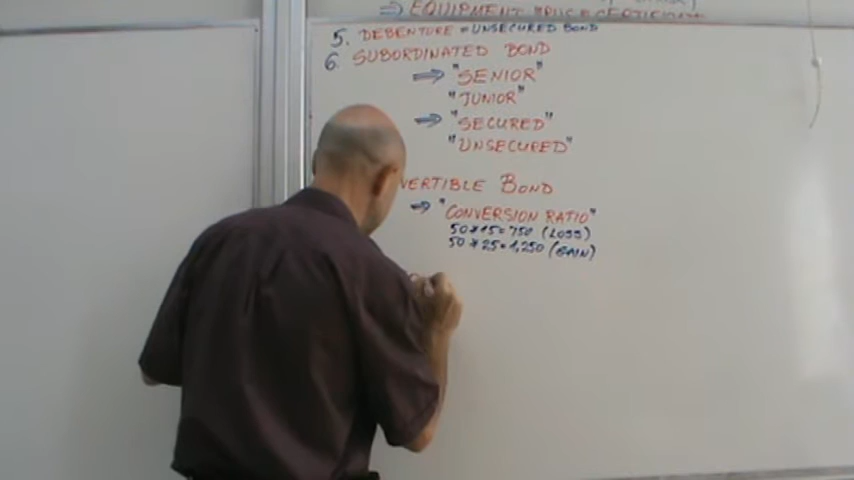 ⇒ EQUIPMENT
5. DEBENTURE = UNSECURED BOND
6. SUBORDINATED BOND
⇒ "SENIOR"
"JUNIOR"
⇒ "SECURED"
"UNSECURED"
VERTIBLE BOND
⇒ "CONVERSION RATIO"
50*15=750 (LOSS)
50*25=1,250 (GAIN)